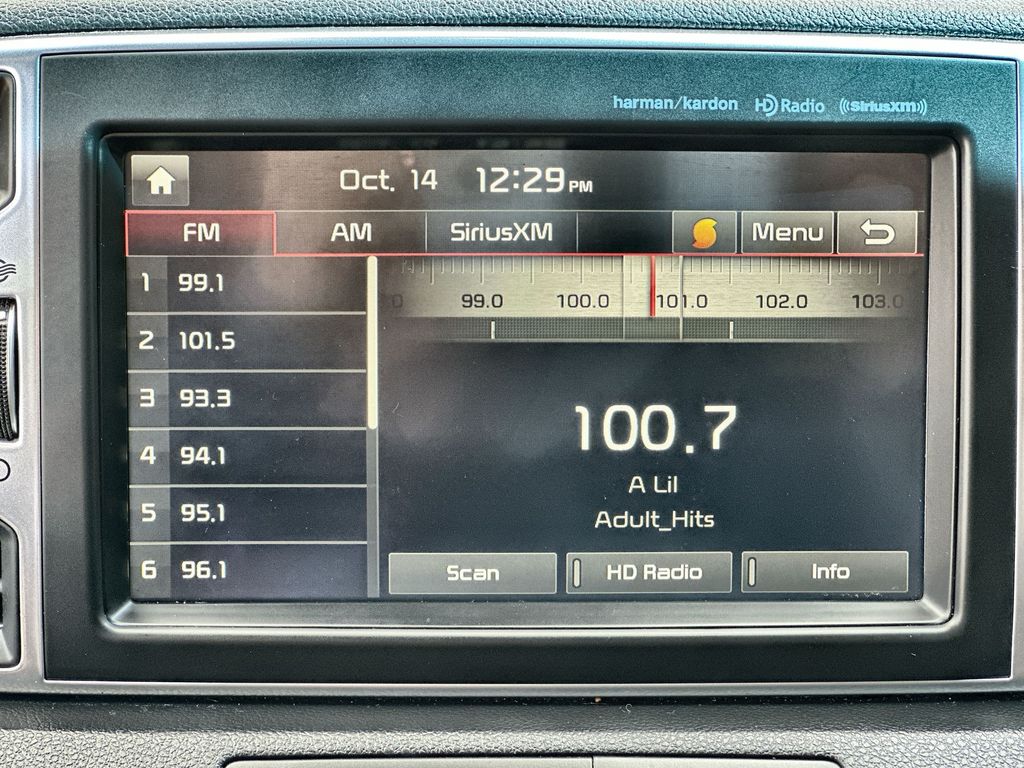 harman/kardon HD Radio ((SiriusXM))
Oct. 14 12:29 PM
FM AM SiriusXM Menu
1 99.1
2 101.5
3 93.3
4 94.1
5 95.1
6 96.1
0 99.0 100.0 101.0 102.0 103.0
100.7
A Lil
Adult_Hits
Scan HD Radio Info